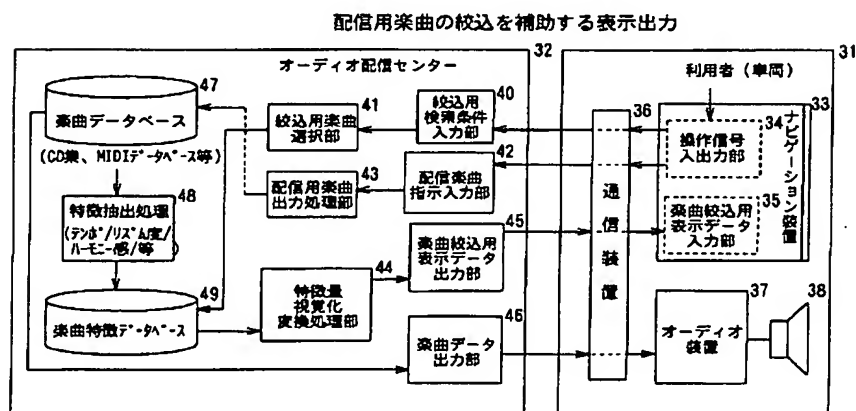 配信用楽曲の絞込を補助する表示出力
32
31
オーディオ配信センター
利用者（車両）
47
楽曲データベース
(CD集、MIDIデータベース等)
41
絞込用楽曲
選択部
40
絞込用
検索条件
入力部
36
通信装置
33
ナビゲーション装置
34
操作信号
入出力部
43
配信用楽曲
出力処理部
42
配信楽曲
指示入力部
35
楽曲絞込用
表示データ
入力部
48
特徴抽出処理
(テンポ/リズム度/
ハーモニー感/等)
45
楽曲絞込用
表示データ
出力部
49
楽曲特徴データベース
44
特徴量
視覚化
変換処理部
46
楽曲データ
出力部
37
オーディオ
装置
38